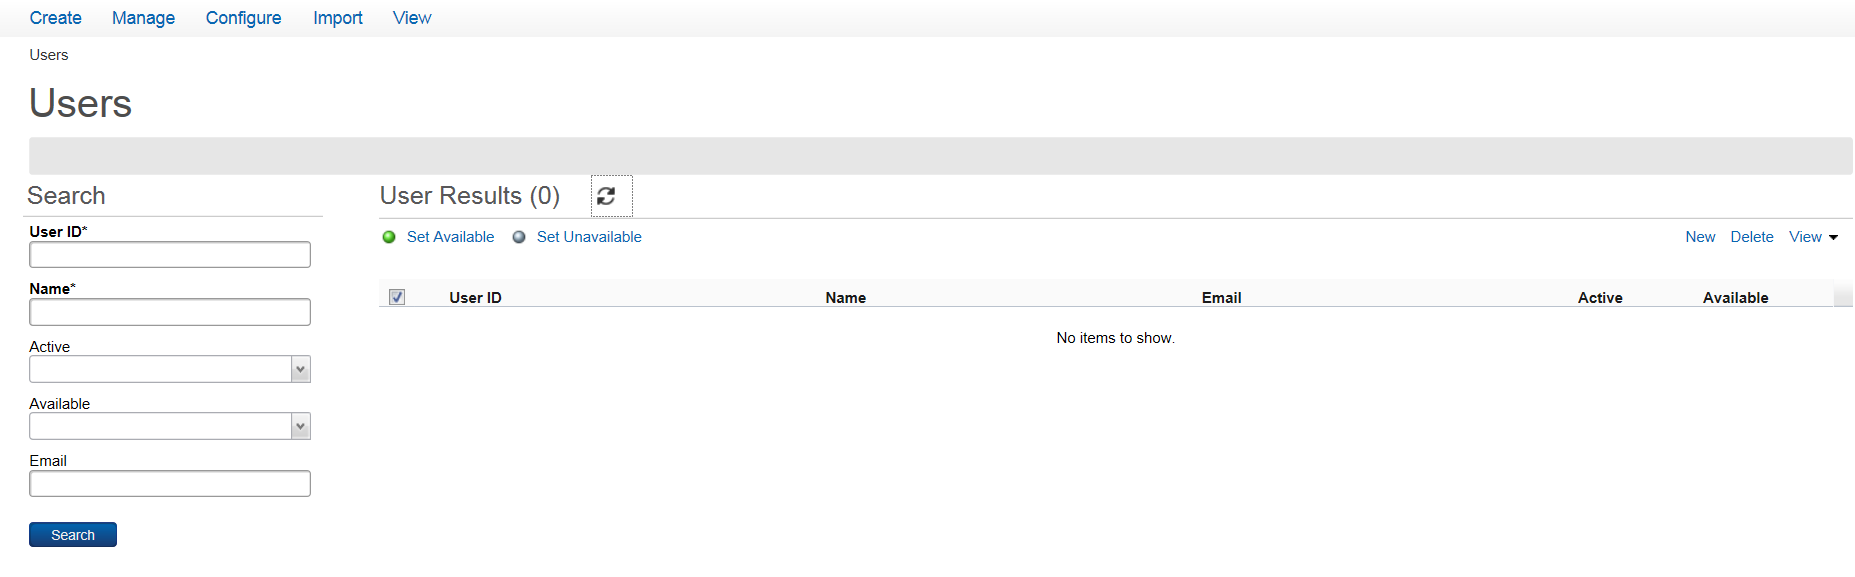 Create Manage Configure Import View
Users
Users
Search
User ID*
Name*
Active
Available
Email
Search
User Results (0)
Set Available Set Unavailable New Delete View
User ID Name Email Active Available
No items to show.